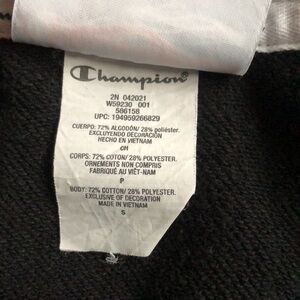 Champion®
2N 042021
W59230 001
586158
UPC: 194959266829
CUERPO: 72% ALGODÓN/ 28% poliéster.
EXCLUYENDO DECORACIÓN
HECHO EN VIETNAM
CH
CORPS: 72% COTON/ 28% POLYESTER.
ORNEMENTS NON COMPRIS
FABRIQUÉ AU VIÊT-NAM
P
BODY: 72% COTTON/ 28% POLYESTER.
EXCLUSIVE OF DECORATION
MADE IN VIETNAM
S